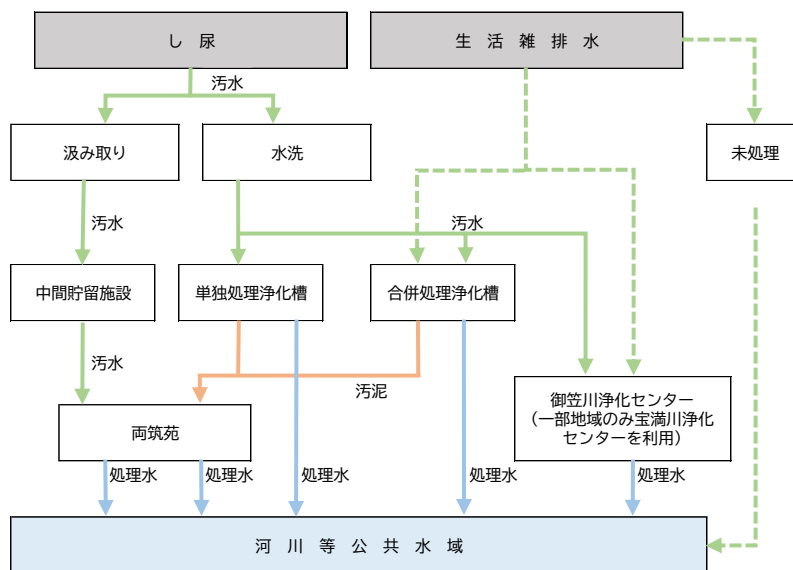 し 尿
生 活 雑 排 水
汚水
汲み取り
水洗
未処理
汚水
汚水
中間貯留施設
単独処理浄化槽
合併処理浄化槽
汚水
汚泥
御笠川浄化センター
(一部地域のみ宝満川浄化
センターを利用)
両筑苑
処理水
処理水
処理水
処理水
処理水
河 川 等 公 共 水 域